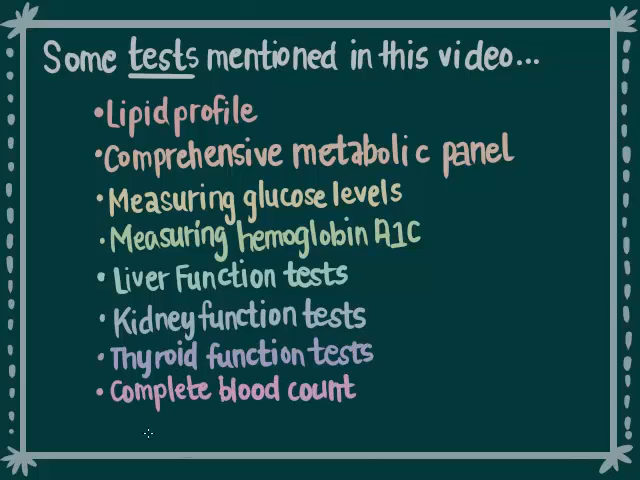 Some tests mentioned in this video...
• Lipid profile
• Comprehensive metabolic panel
• Measuring glucose levels
• Measuring hemoglobin A1C
• Liver Function tests
• Kidney function tests
• Thyroid function tests
• Complete blood count